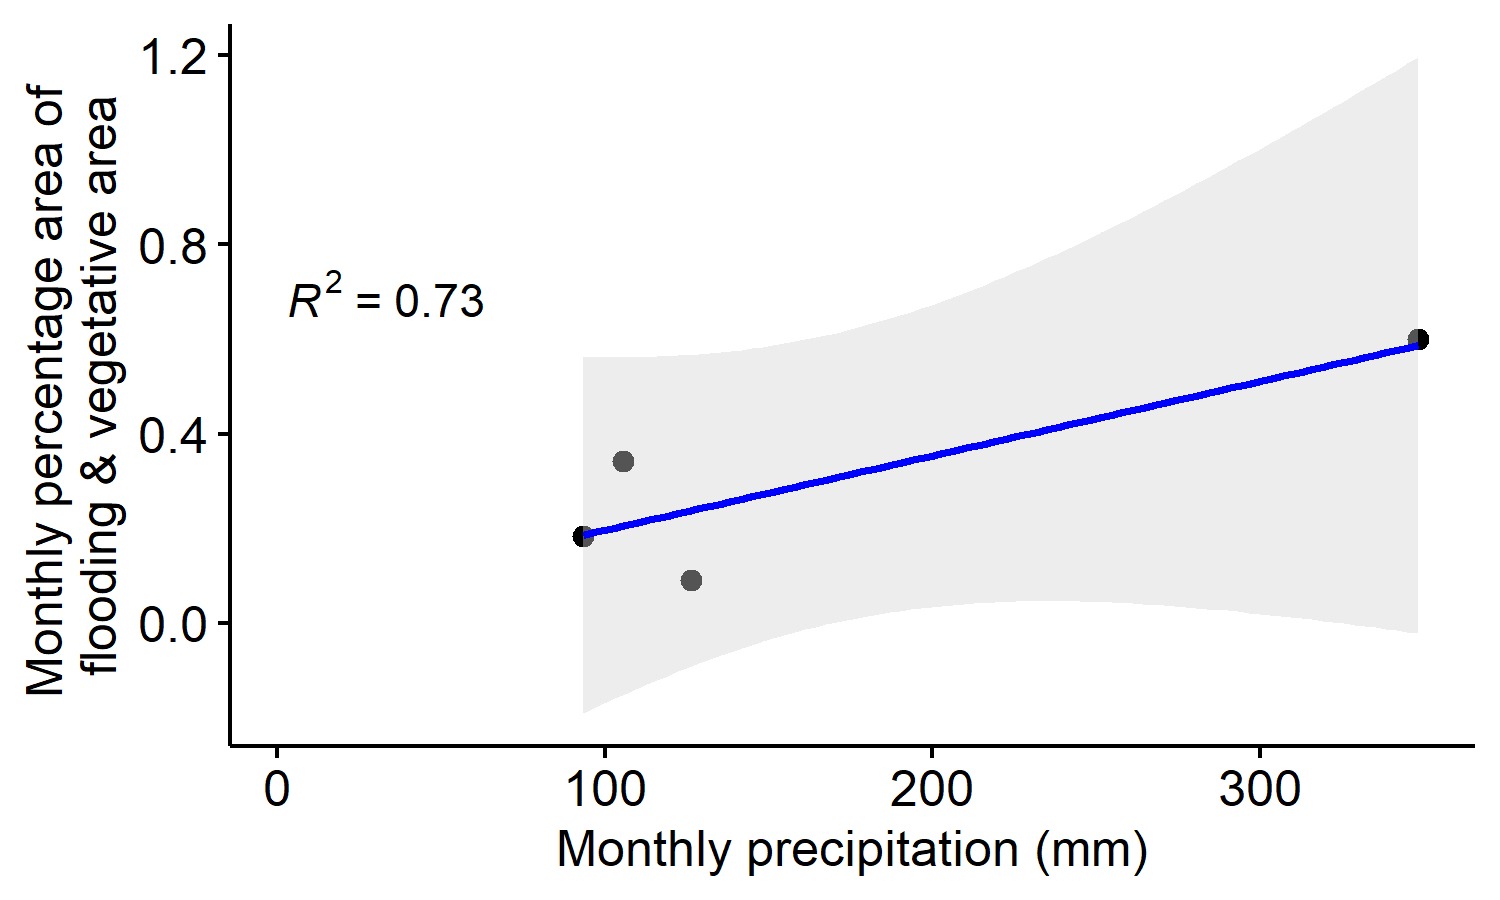 Monthly percentage area of
flooding & vegetative area
1.2
0.8
0.4
0.0
R² = 0.73
0 100 200 300
Monthly precipitation (mm)